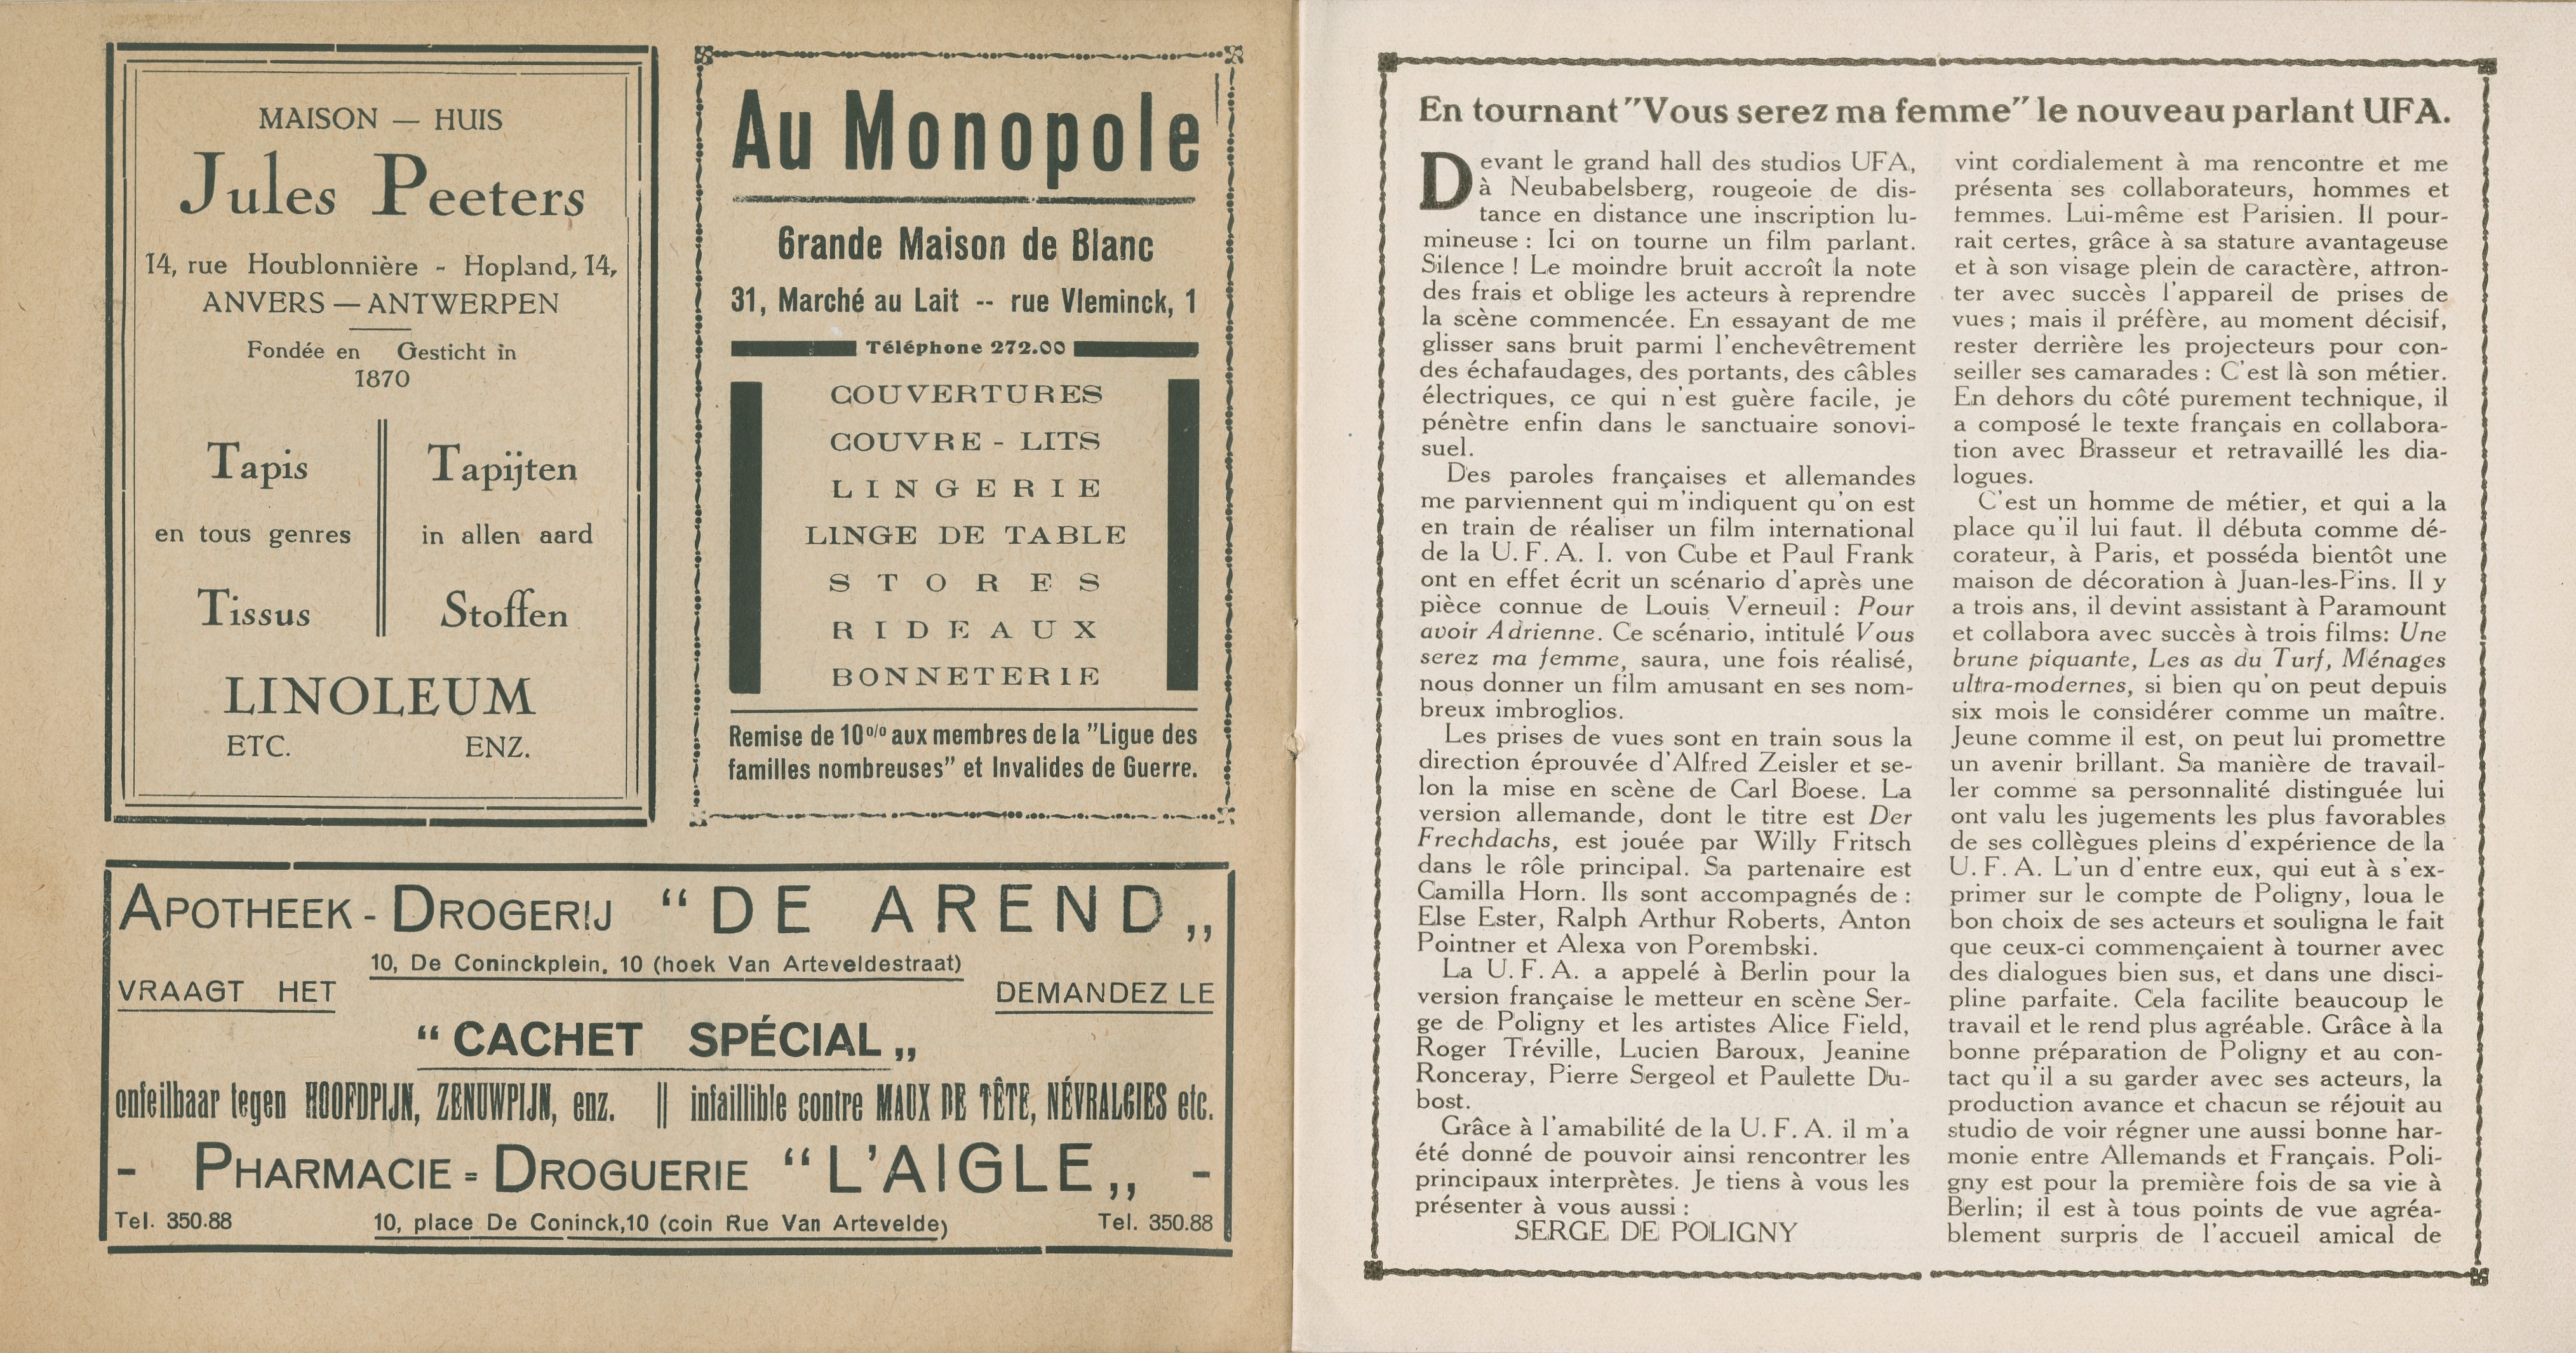 MAISON — HUIS
Jules Peeters
14, rue Houblonnière - Hopland, 14,
ANVERS — ANTWERPEN
Fondée en Gesticht in
1870
Tapis
en tous genres
Tissus
Tapijten
in allen aard
Stoffen
LINOLEUM
ETC. ENZ.
Au Monopole
Grande Maison de Blanc
31, Marché au Lait -- rue Vleminck, 1
Téléphone 272.00
COUVERTURES
COUVRE - LITS
LINGERIE
LINGE DE TABLE
STORES
RIDEAUX
BONNETERIE
Remise de 10% aux membres de la "Ligue des
familles nombreuses" et Invalides de Guerre.
APOTHEEK - DROGERIJ “DE AREND„
10, De Coninckplein, 10 (hoek Van Arteveldestraat)
VRAAGT HET DEMANDEZ LE
“CACHET SPÉCIAL„
onfeilbaar tegen HOOFDPIJN, ZENUWPIJN, enz. || infaillible contre MAUX DE TÊTE, NÉVRALGIES etc.
- PHARMACIE = DROGUERIE “L'AIGLE„ -
Tel. 350.88 10, place De Coninck,10 (coin Rue Van Artevelde) Tel. 350.88
En tournant "Vous serez ma femme" le nouveau parlant UFA.
Devant le grand hall des studios UFA,
à Neubabelsberg, rougeoie de dis-
tance en distance une inscription lu-
mineuse : Ici on tourne un film parlant.
Silence ! Le moindre bruit accroît la note
des frais et oblige les acteurs à reprendre
la scène commencée. En essayant de me
glisser sans bruit parmi l'enchevêtrement
des échafaudages, des portants, des câbles
électriques, ce qui n'est guère facile, je
pénètre enfin dans le sanctuaire sonovi-
suel.
Des paroles françaises et allemandes
me parviennent qui m'indiquent qu'on est
en train de réaliser un film international
de la U. F. A. I. von Cube et Paul Frank
ont en effet écrit un scénario d'après une
pièce connue de Louis Verneuil : Pour
avoir Adrienne. Ce scénario, intitulé Vous
serez ma femme, saura, une fois réalisé,
nous donner un film amusant en ses nom-
breux imbroglios.
Les prises de vues sont en train sous la
direction éprouvée d'Alfred Zeisler et se-
lon la mise en scène de Carl Boese. La
version allemande, dont le titre est Der
Frechdachs, est jouée par Willy Fritsch
dans le rôle principal. Sa partenaire est
Camilla Horn. Ils sont accompagnés de :
Else Ester, Ralph Arthur Roberts, Anton
Pointner et Alexa von Porembski.
La U. F. A. a appelé à Berlin pour la
version française le metteur en scène Ser-
ge de Poligny et les artistes Alice Field,
Roger Tréville, Lucien Baroux, Jeanine
Ronceray, Pierre Sergeol et Paulette Du-
bost.
Grâce à l'amabilité de la U. F. A. il m'a
été donné de pouvoir ainsi rencontrer les
principaux interprètes. Je tiens à vous les
présenter à vous aussi :
SERGE DE POLIGNY
vint cordialement à ma rencontre et me
présenta ses collaborateurs, hommes et
femmes. Lui-même est Parisien. Il pour-
rait certes, grâce à sa stature avantageuse
et à son visage plein de caractère, affron-
ter avec succès l'appareil de prises de
vues ; mais il préfère, au moment décisif,
rester derrière les projecteurs pour con-
seiller ses camarades : C'est là son métier.
En dehors du côté purement technique, il
a composé le texte français en collabora-
tion avec Brasseur et retravaillé les dia-
logues.
C'est un homme de métier, et qui a la
place qu'il lui faut. Il débuta comme dé-
corateur, à Paris, et posséda bientôt une
maison de décoration à Juan-les-Pins. Il y
a trois ans, il devint assistant à Paramount
et collabora avec succès à trois films: Une
brune piquante, Les as du Turf, Ménages
ultra-modernes, si bien qu'on peut depuis
six mois le considérer comme un maître.
Jeune comme il est, on peut lui promettre
un avenir brillant. Sa manière de travail-
ler comme sa personnalité distinguée lui
ont valu les jugements les plus favorables
de ses collègues pleins d'expérience de la
U. F. A. L'un d'entre eux, qui eut à s'ex-
primer sur le compte de Poligny, loua le
bon choix de ses acteurs et souligna le fait
que ceux-ci commençaient à tourner avec
des dialogues bien sus, et dans une disci-
pline parfaite. Cela facilite beaucoup le
travail et le rend plus agréable. Grâce à la
bonne préparation de Poligny et au con-
tact qu'il a su garder avec ses acteurs, la
production avance et chacun se réjouit au
studio de voir régner une aussi bonne har-
monie entre Allemands et Français. Poli-
gny est pour la première fois de sa vie à
Berlin; il est à tous points de vue agréa-
blement surpris de l'accueil amical de